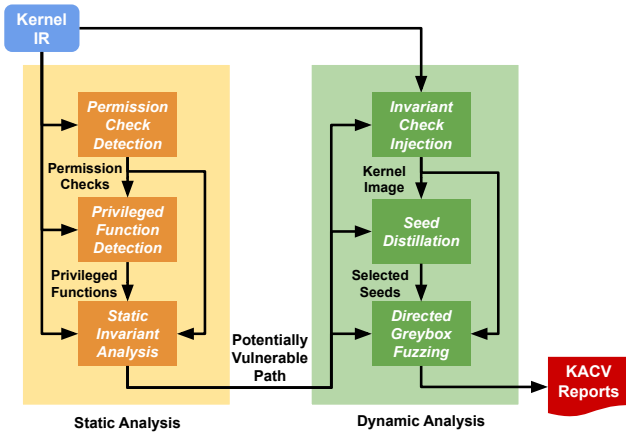 Kernel
IR
Permission
Check
Detection
Permission
Checks
Privileged
Function
Detection
Privileged
Functions
Static
Invariant
Analysis
Static Analysis
Potentially
Vulnerable
Path
Invariant
Check
Injection
Kernel
Image
Seed
Distillation
Selected
Seeds
Directed
Greybox
Fuzzing
Dynamic Analysis
KACV
Reports